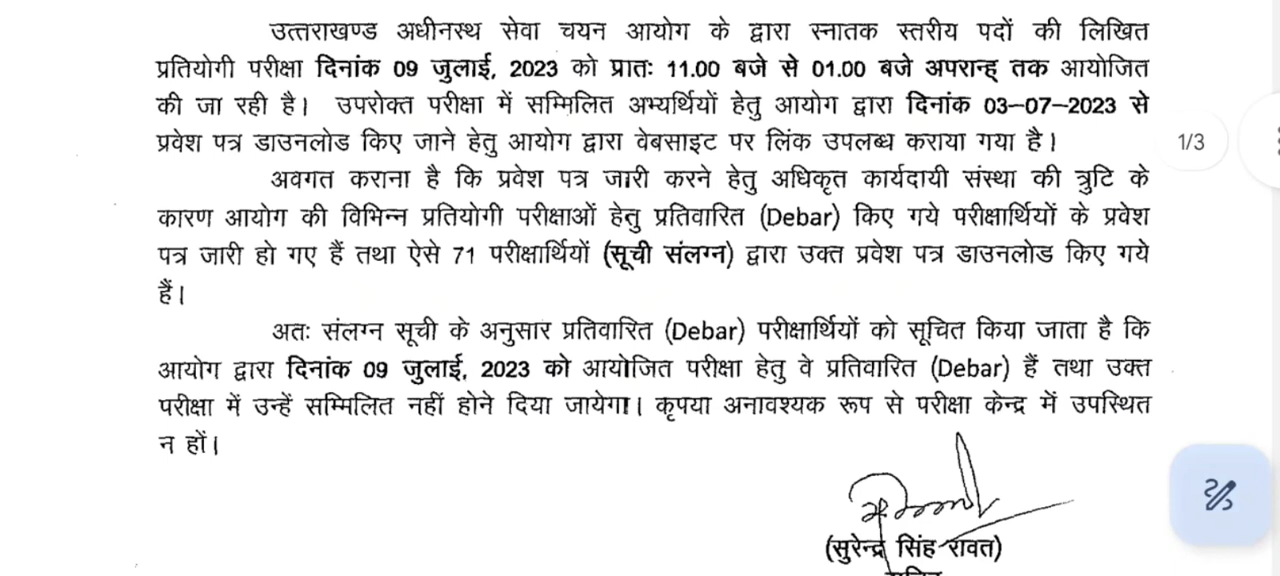 उत्तराखण्ड अधीनस्थ सेवा चयन आयोग के द्वारा स्नातक स्तरीय पदों की लिखित
प्रतियोगी परीक्षा दिनांक 09 जुलाई, 2023 को प्रातः 11.00 बजे से 01.00 बजे अपरान्ह् तक आयोजित
की जा रही है। उपरोक्त परीक्षा में सम्मिलित अभ्यर्थियों हेतु आयोग द्वारा दिनांक 03-07-2023 से
प्रवेश पत्र डाउनलोड किए जाने हेतु आयोग द्वारा वेबसाइट पर लिंक उपलब्ध कराया गया है।
1/3
अवगत कराना है कि प्रवेश पत्र जारी करने हेतु अधिकृत कार्यदायी संस्था की त्रुटि के
कारण आयोग की विभिन्न प्रतियोगी परीक्षाओं हेतु प्रतिवारित (Debar) किए गये परीक्षार्थियों के प्रवेश
पत्र जारी हो गए हैं तथा ऐसे 71 परीक्षार्थियों (सूची संलग्न) द्वारा उक्त प्रवेश पत्र डाउनलोड किए गये
हैं।
अतः संलग्न सूची के अनुसार प्रतिवारित (Debar) परीक्षार्थियों को सूचित किया जाता है कि
आयोग द्वारा दिनांक 09 जुलाई, 2023 को आयोजित परीक्षा हेतु वे प्रतिवारित (Debar) हैं तथा उक्त
परीक्षा में उन्हें सम्मिलित नहीं होने दिया जायेगा। कृपया अनावश्यक रूप से परीक्षा केन्द्र में उपस्थित
न हों।
(सुरेन्द्र सिंह रावत)